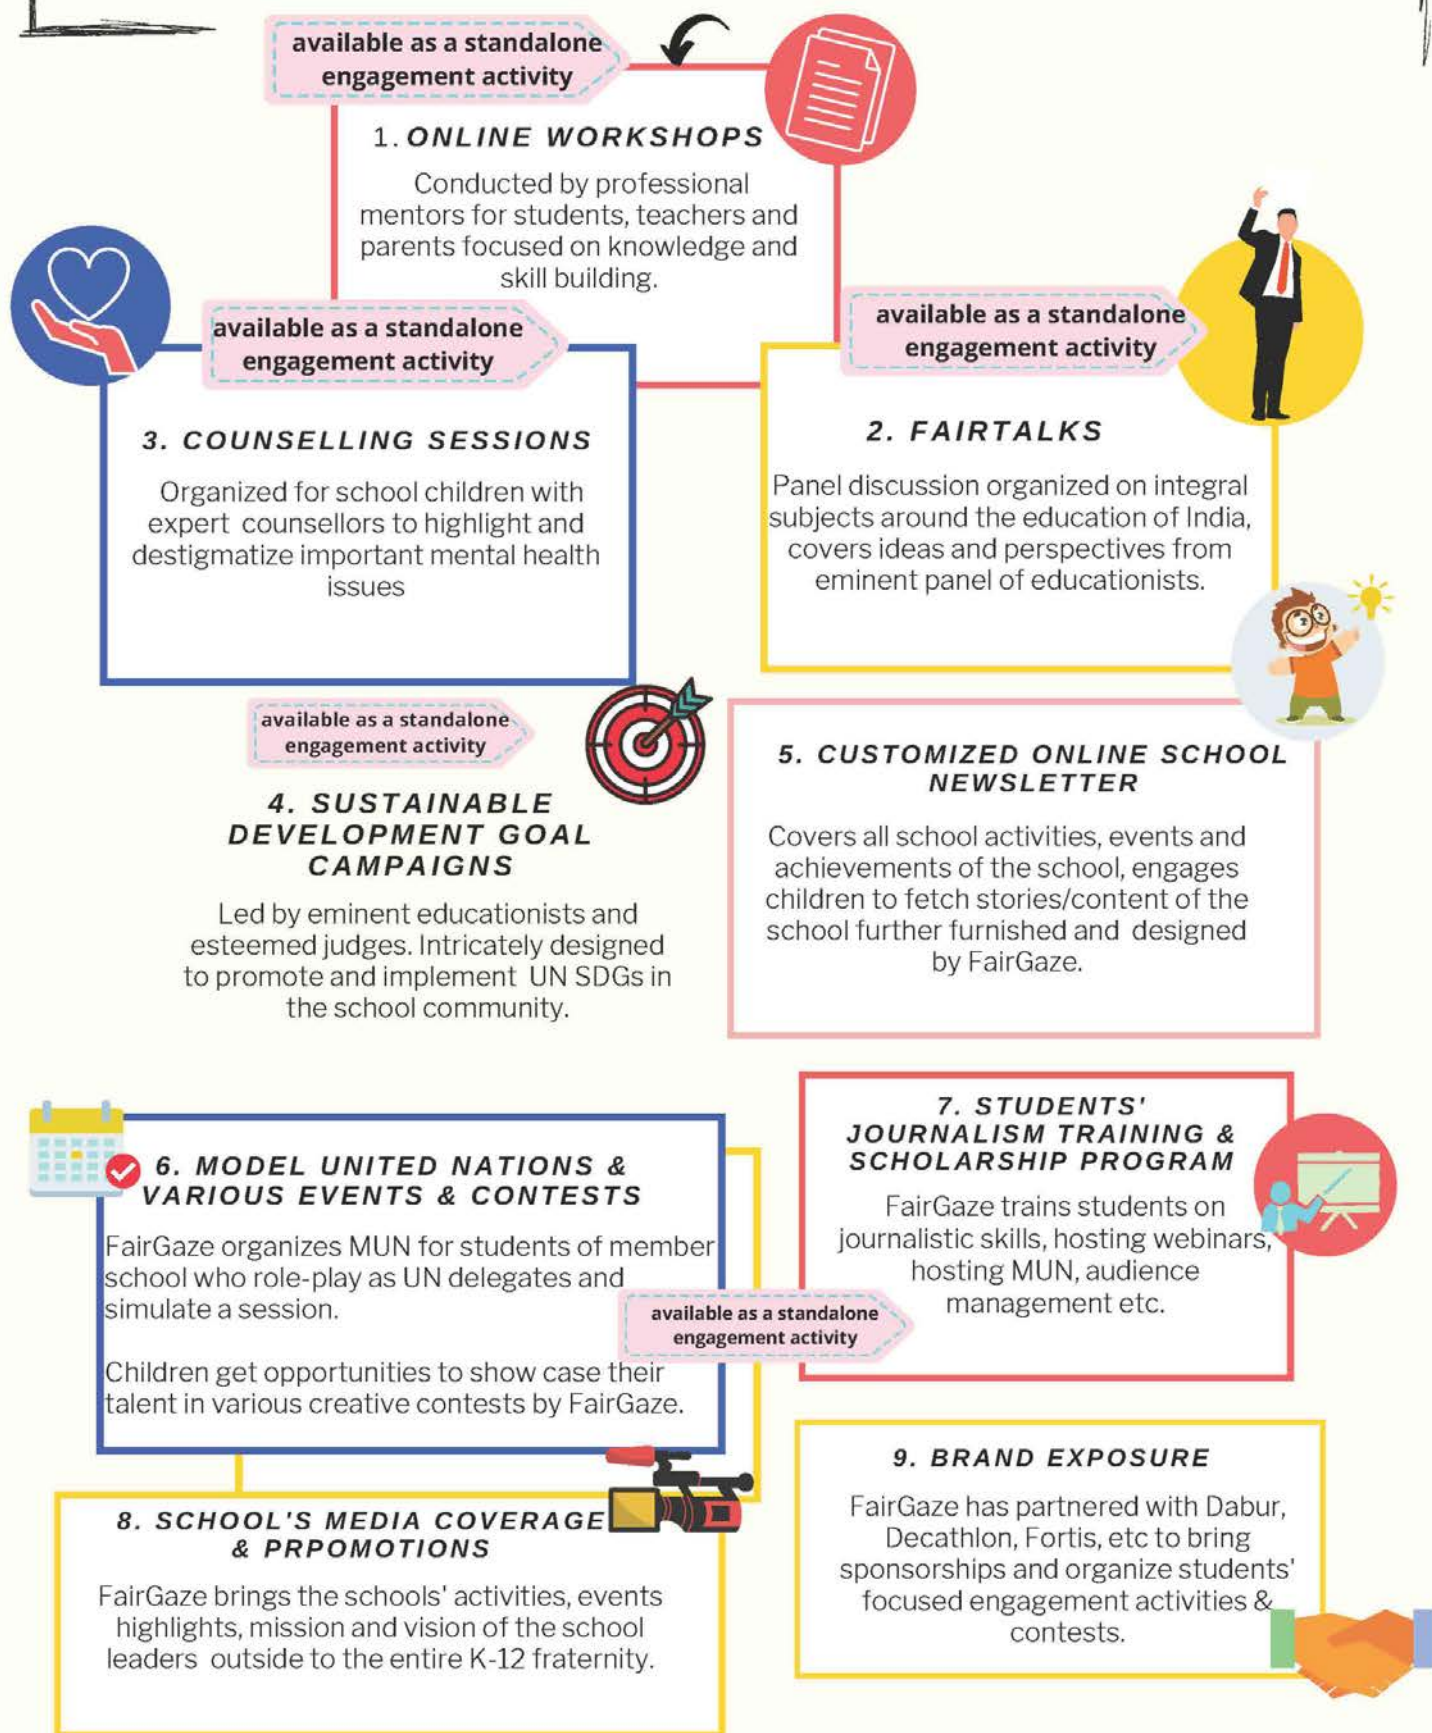 available as a standalone
engagement activity
1. ONLINE WORKSHOPS
Conducted by professional
mentors for students, teachers and
parents focused on knowledge and
skill building.
available as a standalone
engagement activity
2. FAIRTALKS
Panel discussion organized on integral
subjects around the education of India,
covers ideas and perspectives from
eminent panel of educationists.
available as a standalone
engagement activity
3. COUNSELLING SESSIONS
Organized for school children with
expert counsellors to highlight and
destigmatize important mental health
issues
available as a standalone
engagement activity
4. SUSTAINABLE
DEVELOPMENT GOAL
CAMPAIGNS
Led by eminent educationists and
esteemed judges. Intricately designed
to promote and implement UN SDGs in
the school community.
5. CUSTOMIZED ONLINE SCHOOL
NEWSLETTER
Covers all school activities, events and
achievements of the school, engages
children to fetch stories/content of the
school further furnished and designed
by FairGaze.
6. MODEL UNITED NATIONS &
VARIOUS EVENTS & CONTESTS
FairGaze organizes MUN for students of member
school who role-play as UN delegates and
simulate a session.
Children get opportunities to show case their
talent in various creative contests by FairGaze.
available as a standalone
engagement activity
7. STUDENTS'
JOURNALISM TRAINING &
SCHOLARSHIP PROGRAM
FairGaze trains students on
journalistic skills, hosting webinars,
hosting MUN, audience
management etc.
8. SCHOOL'S MEDIA COVERAGE
& PRPOMOTIONS
FairGaze brings the schools' activities, events
highlights, mission and vision of the school
leaders outside to the entire K-12 fraternity.
9. BRAND EXPOSURE
FairGaze has partnered with Dabur,
Decathlon, Fortis, etc to bring
sponsorships and organize students'
focused engagement activities &
contests.